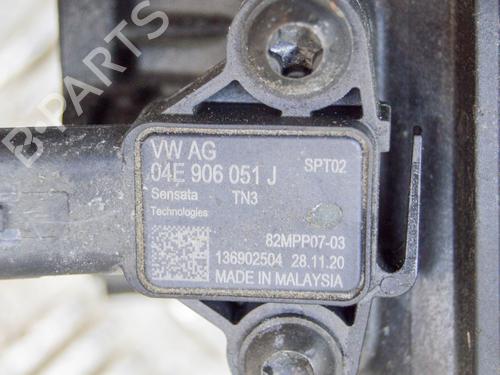 B-PARTS
VW AG
04E 906 051 J
SPT02
Sensata TN3
Technologies
82MPP07-03
136902504 28.11.20
MADE IN MALAYSIA